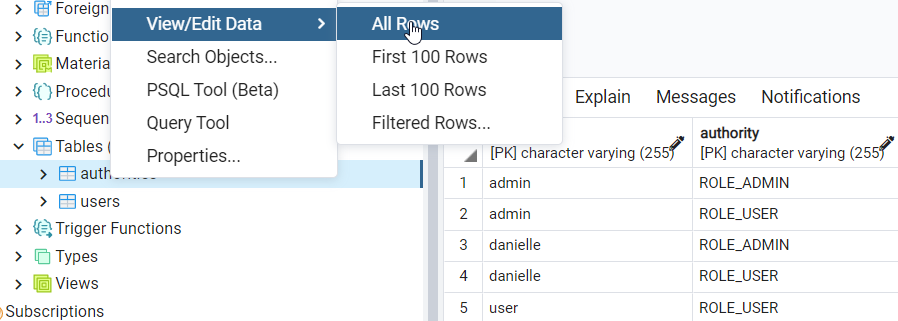 Foreign
Functio
Materia
Procedu
1..3 Sequen
Tables (
authorities
users
Trigger Functions
Types
Views
Subscriptions
View/Edit Data
Search Objects...
PSQL Tool (Beta)
Query Tool
Properties...
All Rows
First 100 Rows
Last 100 Rows
Filtered Rows...
Explain Messages Notifications
authority
[PK] character varying (255) [PK] character varying (255)
1 admin ROLE_ADMIN
2 admin ROLE_USER
3 danielle ROLE_ADMIN
4 danielle ROLE_USER
5 user ROLE_USER